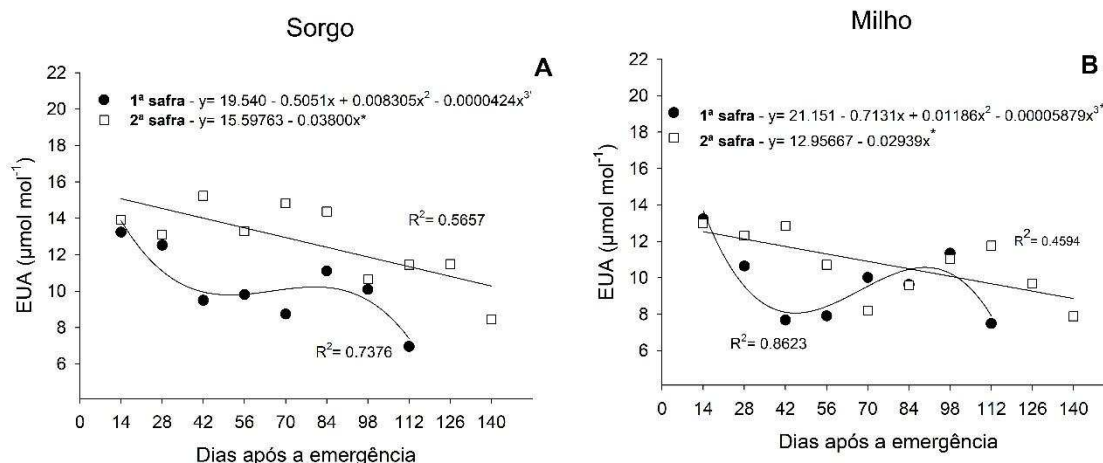 Sorgo
A
22
20
18
16
14
12
10
8
6
EUA (µmol mol⁻¹)
1ª safra - y= 19.540 - 0.5051x + 0.008305x² - 0.0000424x³*
2ª safra - y= 15.59763 - 0.03800x*
R²= 0.5657
R²= 0.7376
0 14 28 42 56 70 84 98 112 126 140
Dias após a emergência
Milho
B
22
20
18
16
14
12
10
8
6
EUA (µmol mol⁻¹)
1ª safra - y= 21.151 - 0.7131x + 0.01186x² - 0.00005879x³*
2ª safra - y= 12.95667 - 0.02939x*
R²= 0.4594
R²= 0.8623
0 14 28 42 56 70 84 98 112 126 140
Dias após a emergência